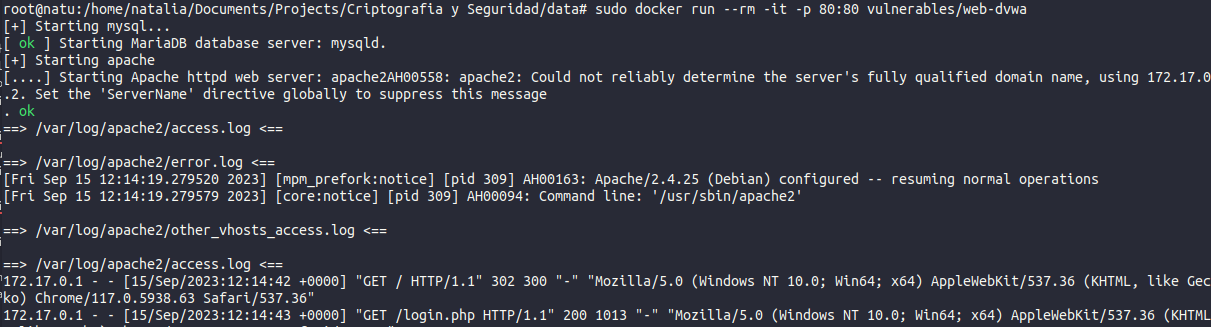 root@natu:/home/natalia/Documents/Projects/Criptografia y Seguridad/data# sudo docker run --rm -it -p 80:80 vulnerables/web-dvwa
[+] Starting mysql...
[ ok ] Starting MariaDB database server: mysqld.
[+] Starting apache
[....] Starting Apache httpd web server: apache2AH00558: apache2: Could not reliably determine the server's fully qualified domain name, using 172.17.0
.2. Set the 'ServerName' directive globally to suppress this message
. ok
==> /var/log/apache2/access.log <==
==> /var/log/apache2/error.log <==
[Fri Sep 15 12:14:19.279520 2023] [mpm_prefork:notice] [pid 309] AH00163: Apache/2.4.25 (Debian) configured -- resuming normal operations
[Fri Sep 15 12:14:19.279579 2023] [core:notice] [pid 309] AH00094: Command line: '/usr/sbin/apache2'
==> /var/log/apache2/other_vhosts_access.log <==
==> /var/log/apache2/access.log <==
172.17.0.1 - - [15/Sep/2023:12:14:42 +0000] "GET / HTTP/1.1" 302 300 "-" "Mozilla/5.0 (Windows NT 10.0; Win64; x64) AppleWebKit/537.36 (KHTML, like Gec
ko) Chrome/117.0.5938.63 Safari/537.36"
172.17.0.1 - - [15/Sep/2023:12:14:43 +0000] "GET /login.php HTTP/1.1" 200 1013 "-" "Mozilla/5.0 (Windows NT 10.0; Win64; x64) AppleWebKit/537.36 (KHTML